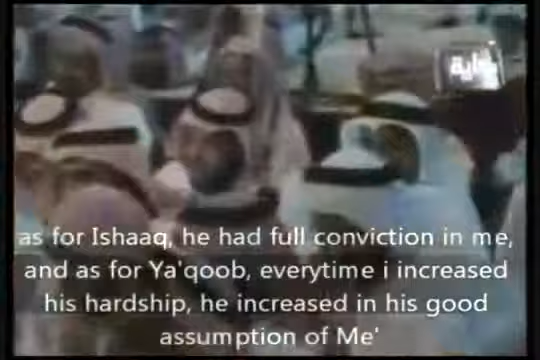 بداية
as for Ishaaq, he had full conviction in me,
and as for Ya'qoob, everytime i increased
his hardship, he increased in his good
assumption of Me'